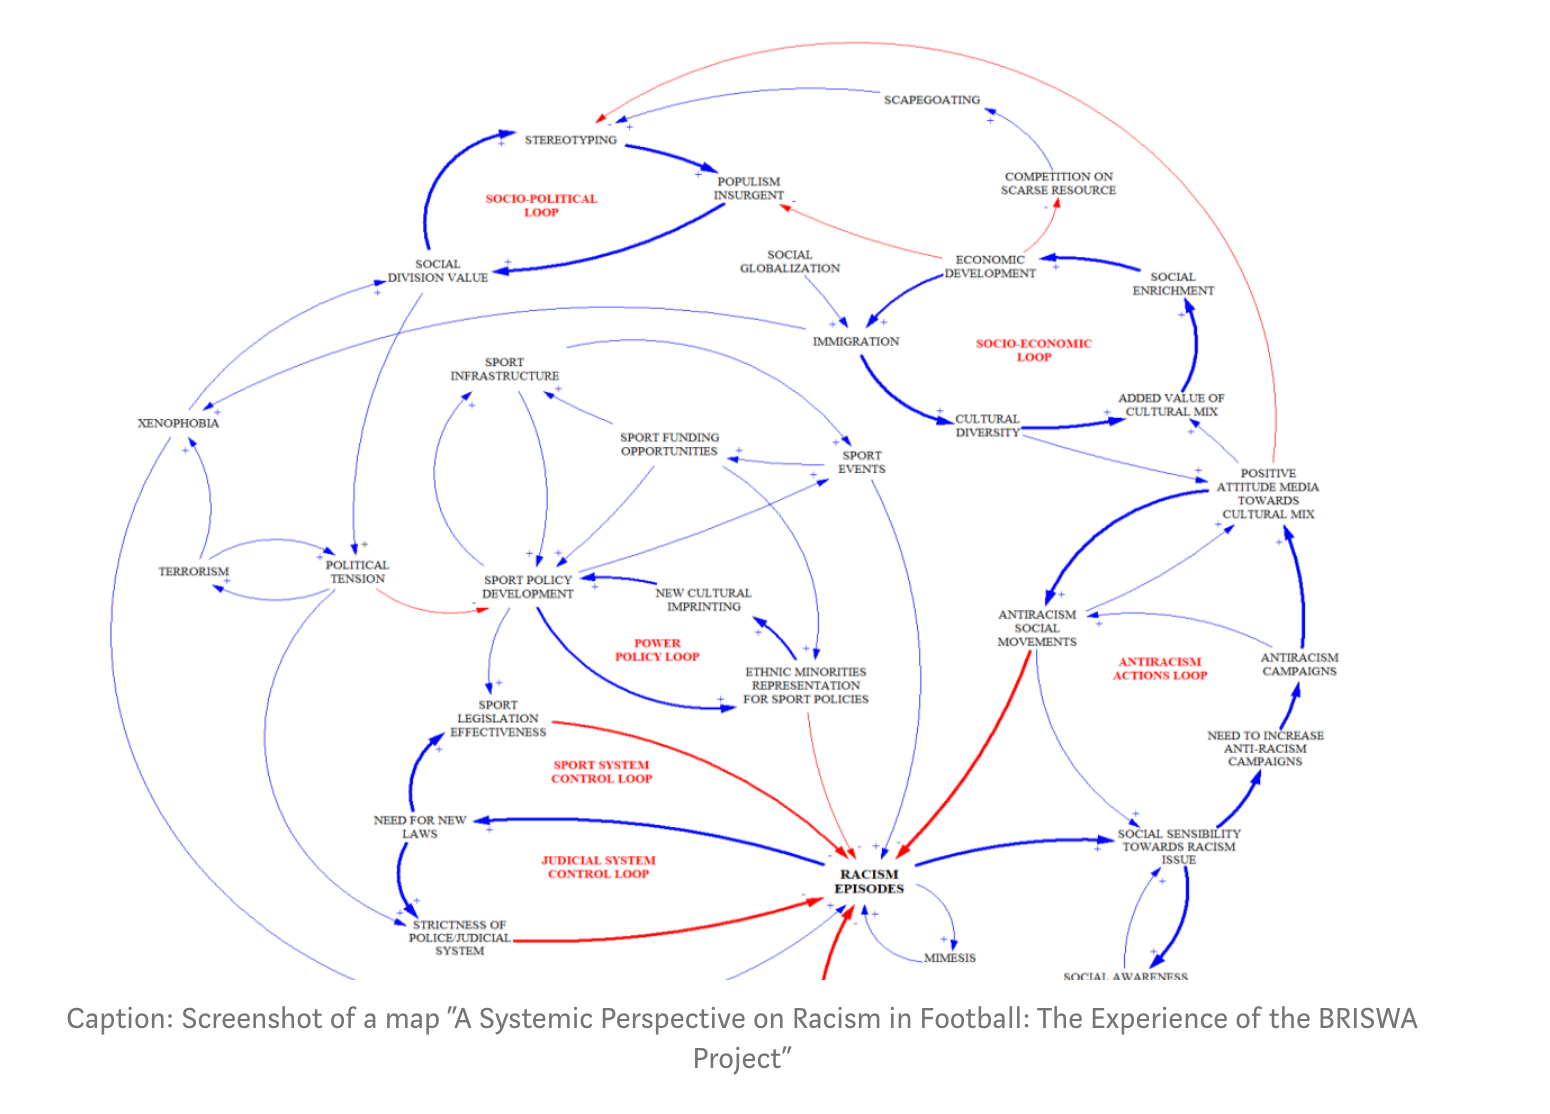 SCAPEGOATING
STEREOTYPING
COMPETITION ON
SCARSE RESOURCE
POPULISM
INSURGENT
SOCIO-POLITICAL
LOOP
SOCIAL
DIVISION VALUE
SOCIAL
GLOBALIZATION
ECONOMIC
DEVELOPMENT
SOCIAL
ENRICHMENT
IMMIGRATION
SOCIO-ECONOMIC
LOOP
SPORT
INFRASTRUCTURE
XENOPHOBIA
CULTURAL
DIVERSITY
ADDED VALUE OF
CULTURAL MIX
SPORT FUNDING
OPPORTUNITIES
SPORT
EVENTS
POSITIVE
ATTITUDE MEDIA
TOWARDS
CULTURAL MIX
TERRORISM
POLITICAL
TENSION
SPORT POLICY
DEVELOPMENT
NEW CULTURAL
IMPRINTING
ANTIRACISM
SOCIAL
MOVEMENTS
POWER
POLICY LOOP
ANTIRACISM
ACTIONS LOOP
ANTIRACISM
CAMPAIGNS
ETHNIC MINORITIES
REPRESENTATION
FOR SPORT POLICIES
SPORT
LEGISLATION
EFFECTIVENESS
NEED TO INCREASE
ANTI-RACISM
CAMPAIGNS
SPORT SYSTEM
CONTROL LOOP
NEED FOR NEW
LAWS
SOCIAL SENSIBILITY
TOWARDS RACISM
ISSUE
JUDICIAL SYSTEM
CONTROL LOOP
RACISM
EPISODES
STRICTNESS OF
POLICE/JUDICIAL
SYSTEM
MIMESIS
SOCIAL AWARENESS
Caption: Screenshot of a map "A Systemic Perspective on Racism in Football: The Experience of the BRISWA
Project"